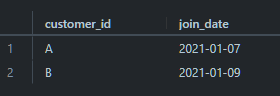 customer_id join_date
1 A 2021-01-07
2 B 2021-01-09